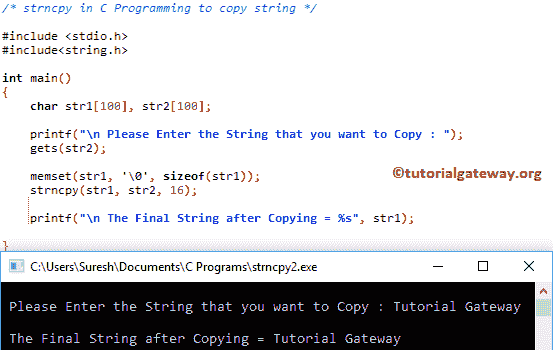 /* strncpy in C Programming to copy string */
#include <stdio.h>
#include<string.h>
int main()
{
char str1[100], str2[100];
printf("\n Please Enter the String that you want to Copy : ");
gets(str2);
memset(str1, '\0', sizeof(str1));
strncpy(str1, str2, 16);
©tutorialgateway.org
printf("\n The Final String after Copying = %s", str1);
}
C:\Users\Suresh\Documents\C Programs\strncpy2.exe
Please Enter the String that you want to Copy : Tutorial Gateway
The Final String after Copying = Tutorial Gateway